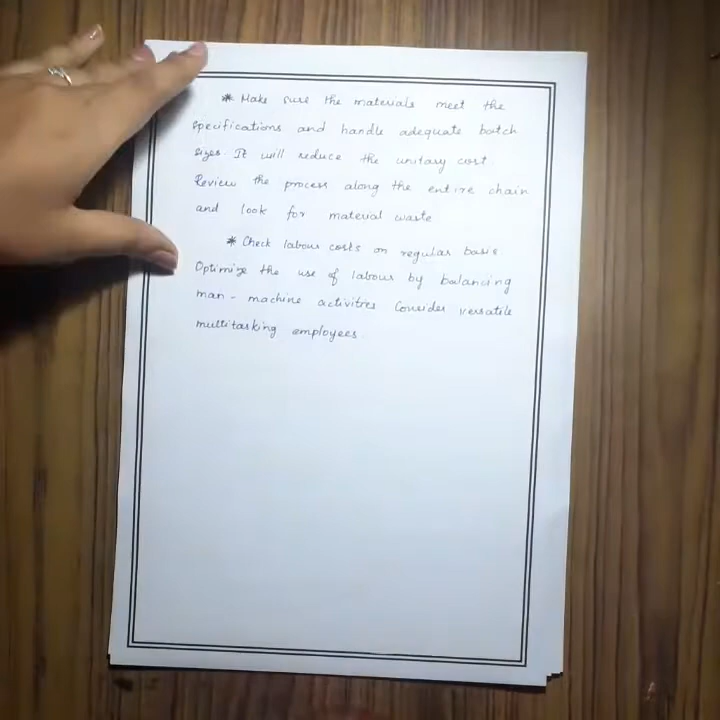 * Make sure the materials meet the
specifications and handle adequate batch
sizes. It will reduce the unitary cost.
Review the process along the entire chain
and look for material waste
* Check labour costs on regular basis
Optimize the use of labour by balancing
man - machine activities Consider versatile
multitasking employees.